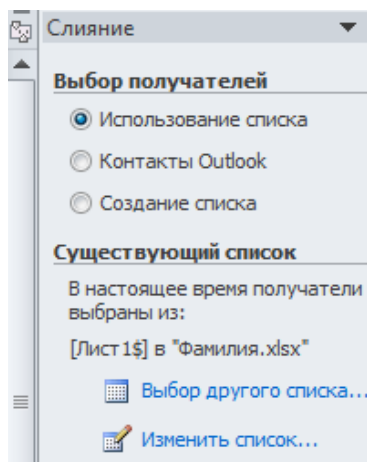 Слияние
Выбор получателей
Использование списка
Контакты Outlook
Создание списка
Существующий список
В настоящее время получатели
выбраны из:
[Лист1$] в "Фамилия.xlsx"
Выбор другого списка...
Изменить список...